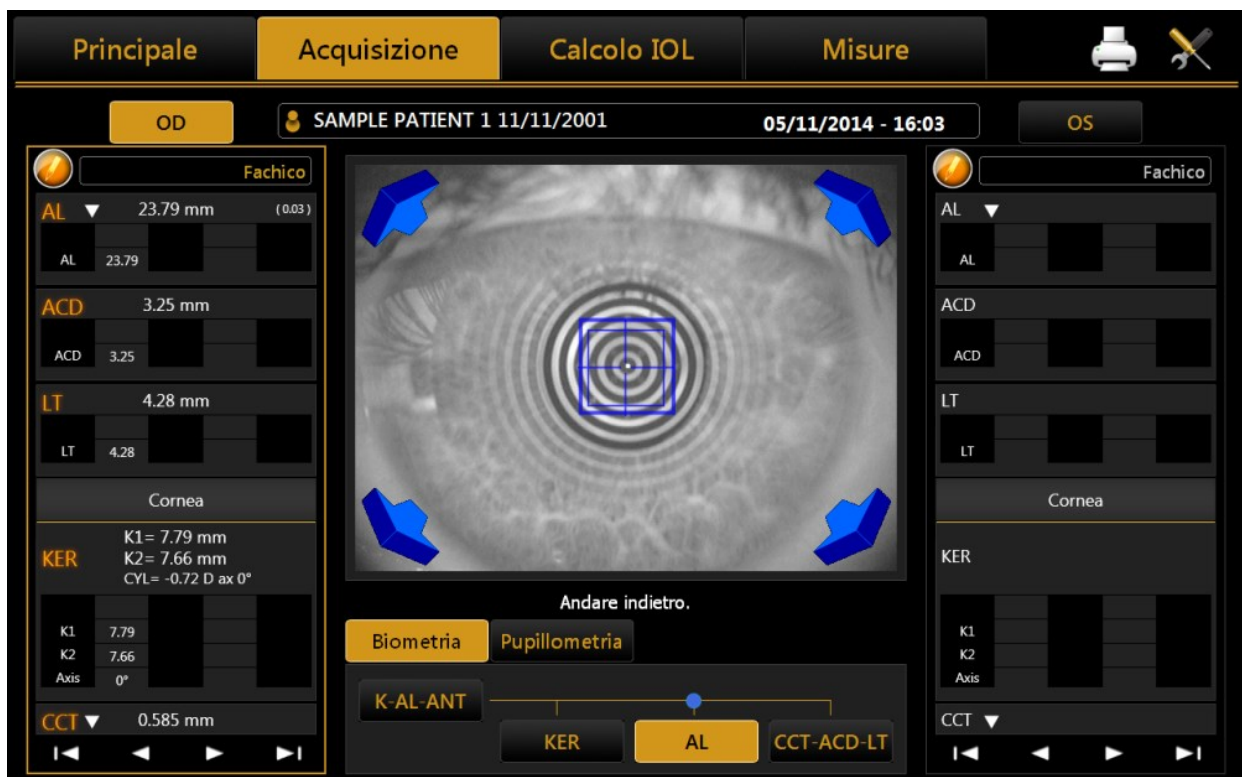 Principale
Acquisizione
Calcolo IOL
Misure
OD
SAMPLE PATIENT 1 11/11/2001
05/11/2014 - 16:03
OS
Fachico
AL 23.79 mm (0.03)
AL 23.79
ACD 3.25 mm
ACD 3.25
LT 4.28 mm
LT 4.28
Cornea
K1= 7.79 mm
KER K2= 7.66 mm
CYL= -0.72 D ax 0°
K1 7.79
K2 7.66
Axis 0°
CCT 0.585 mm
Andare indietro.
Biometria
Pupillometria
K-AL-ANT
KER
AL
CCT-ACD-LT
Fachico
AL
AL
ACD
ACD
LT
LT
Cornea
KER
K1
K2
Axis
CCT